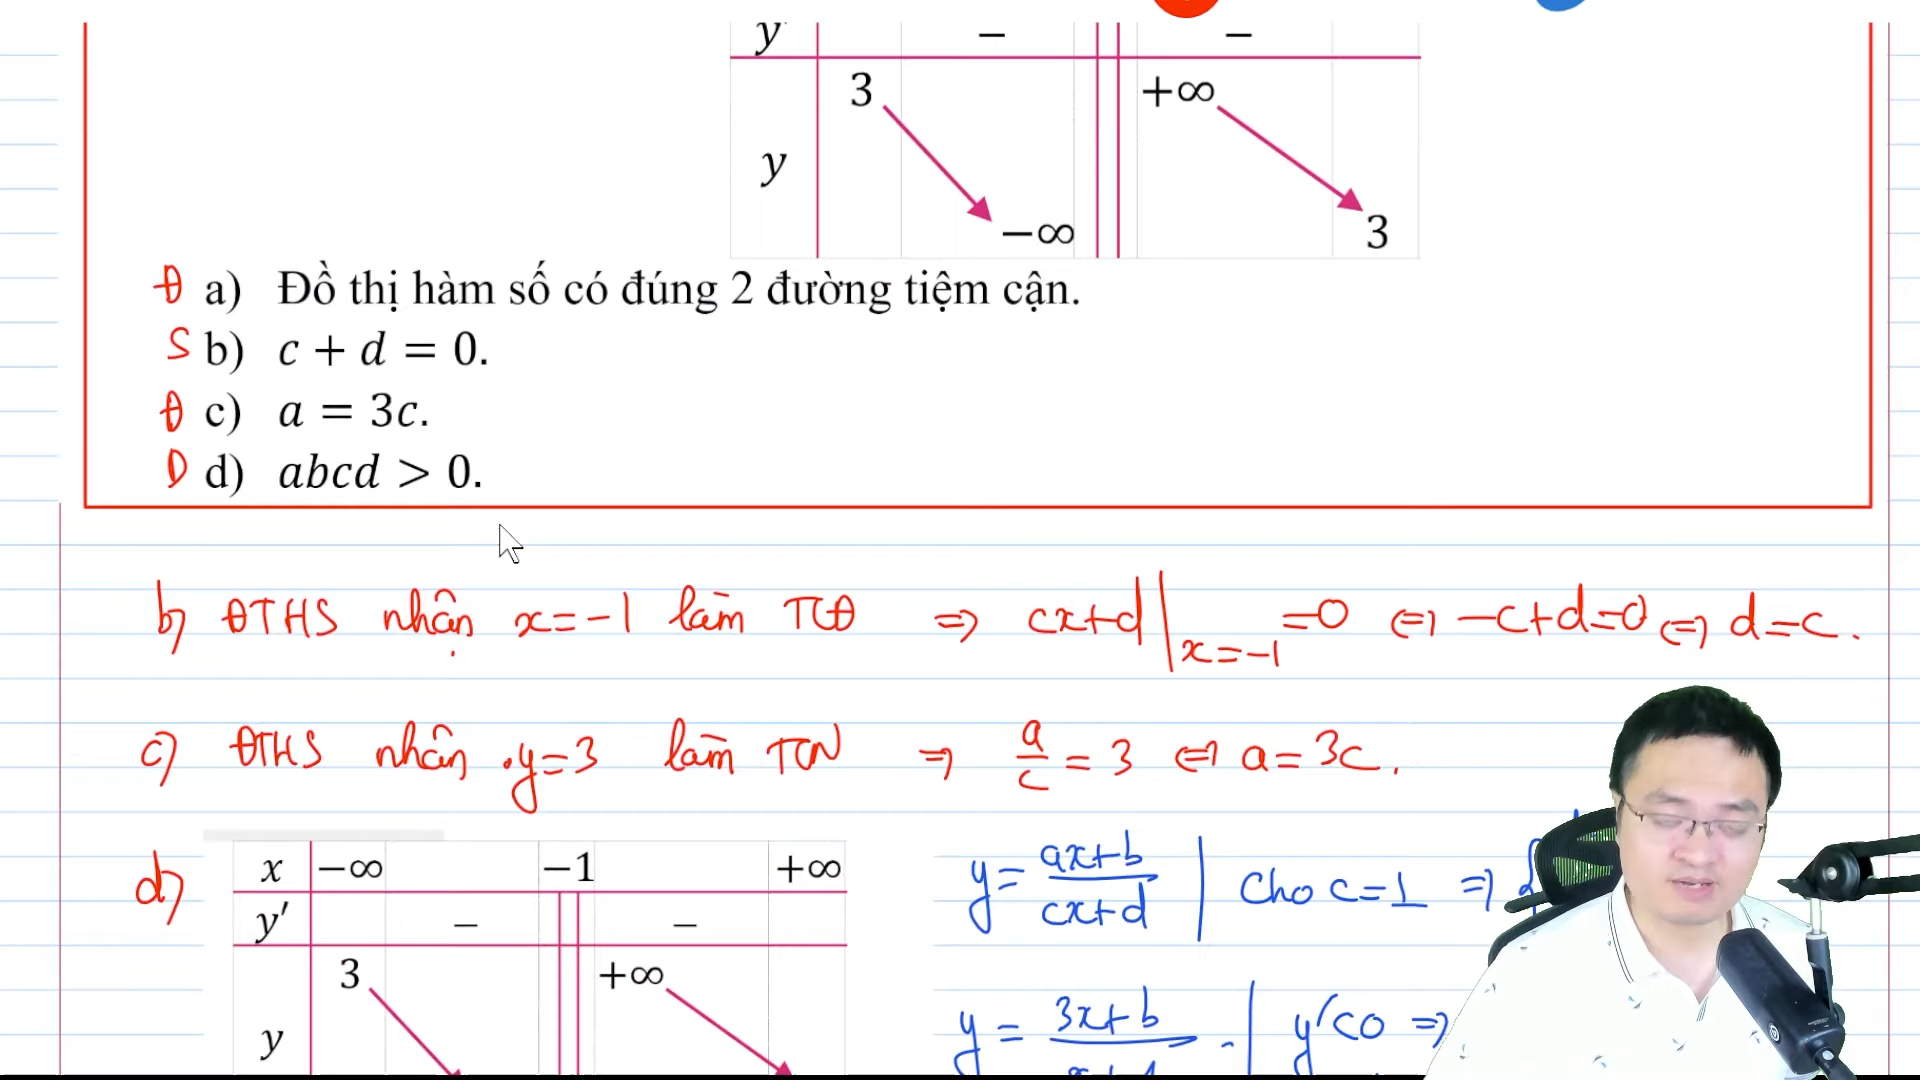 y' − −
3 +∞
y
−∞ 3
Đ a) Đồ thị hàm số có đúng 2 đường tiệm cận.
S b) c + d = 0.
Đ c) a = 3c.
Đ d) abcd > 0.
b) ĐTHS nhận x=-1 làm TCĐ ⇒ cx+d|x=-1 =0 ⇔ -c+d=0 ⇔ d=c.
c) ĐTHS nhận y=3 làm TCN ⇒ a/c = 3 ⇔ a=3c.
d)
x −∞ −1 +∞
y' − −
3 +∞
y
y = ax+b/cx+d | Cho c=1 ⇒ {
y = 3x+b | y'<0 ⇒